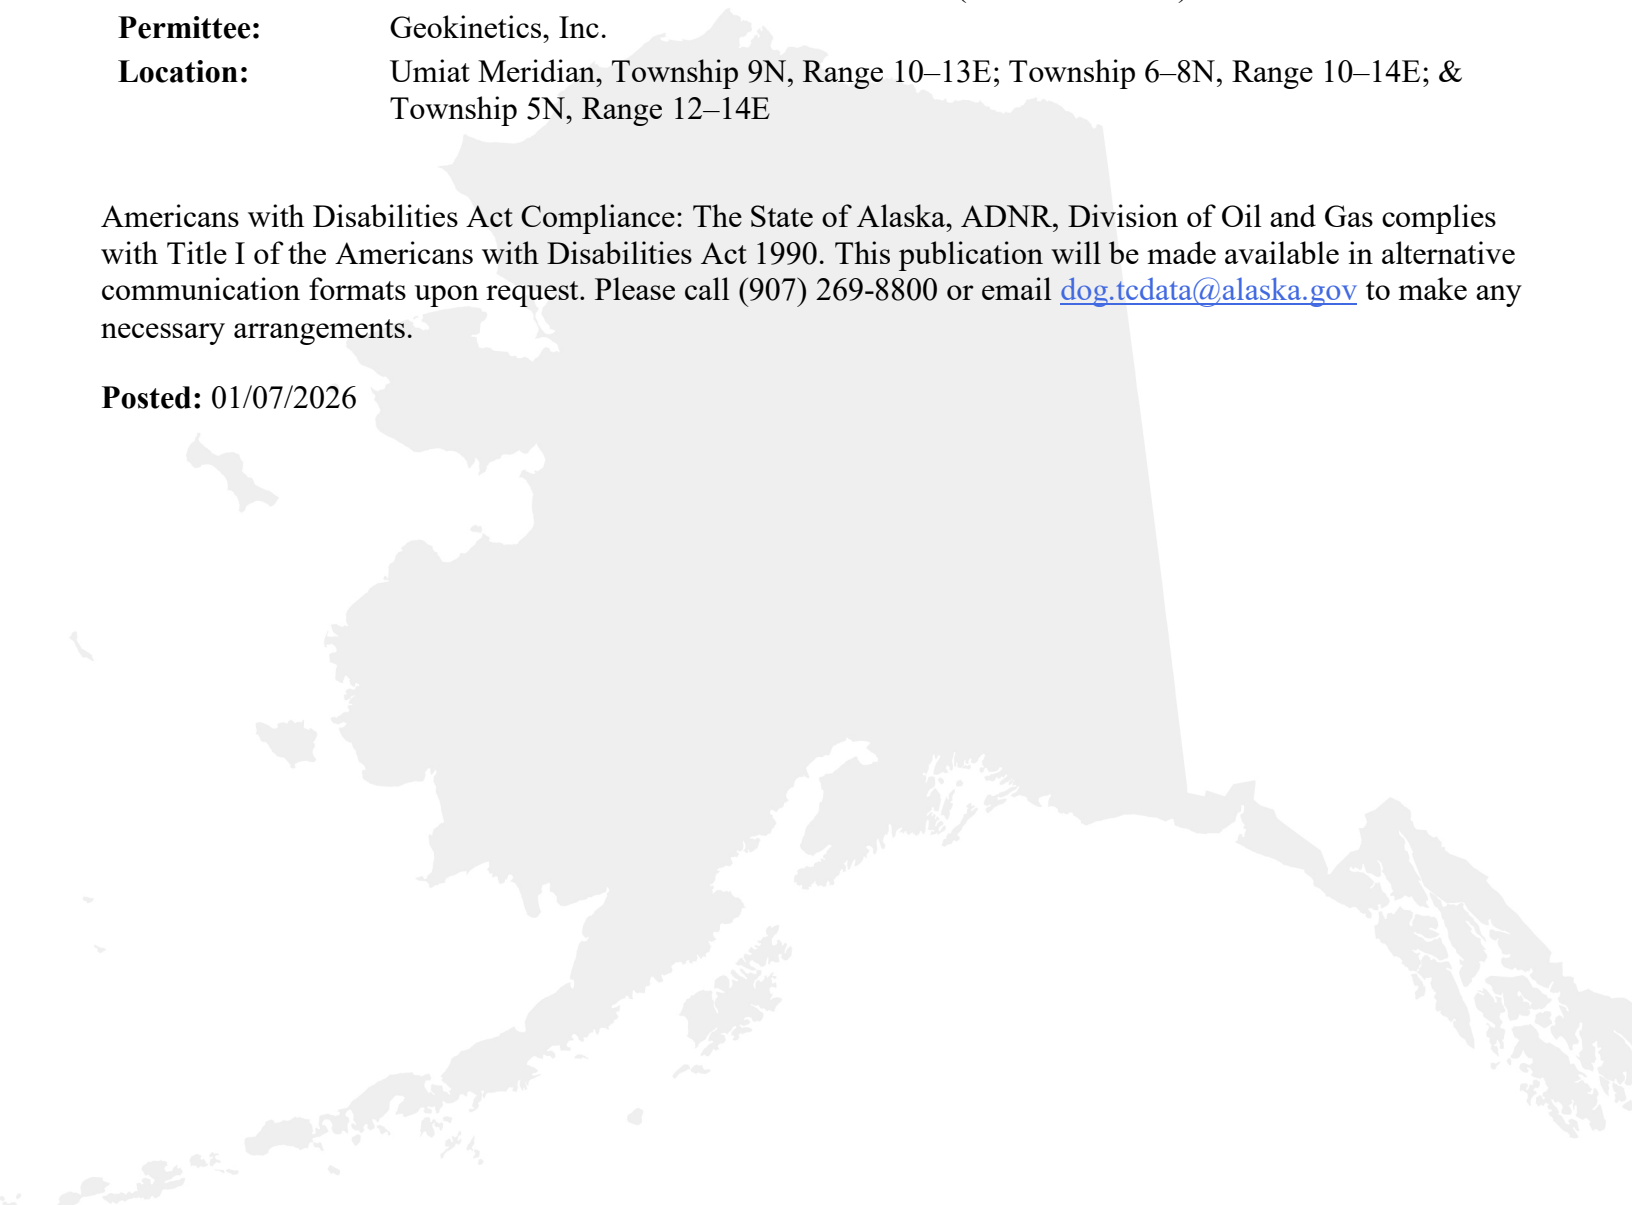 Permittee: Geokinetics, Inc.
Location: Umiat Meridian, Township 9N, Range 10–13E; Township 6–8N, Range 10–14E; &
Township 5N, Range 12–14E
Americans with Disabilities Act Compliance: The State of Alaska, ADNR, Division of Oil and Gas complies
with Title I of the Americans with Disabilities Act 1990. This publication will be made available in alternative
communication formats upon request. Please call (907) 269-8800 or email dog.tcdata@alaska.gov to make any
necessary arrangements.
Posted: 01/07/2026